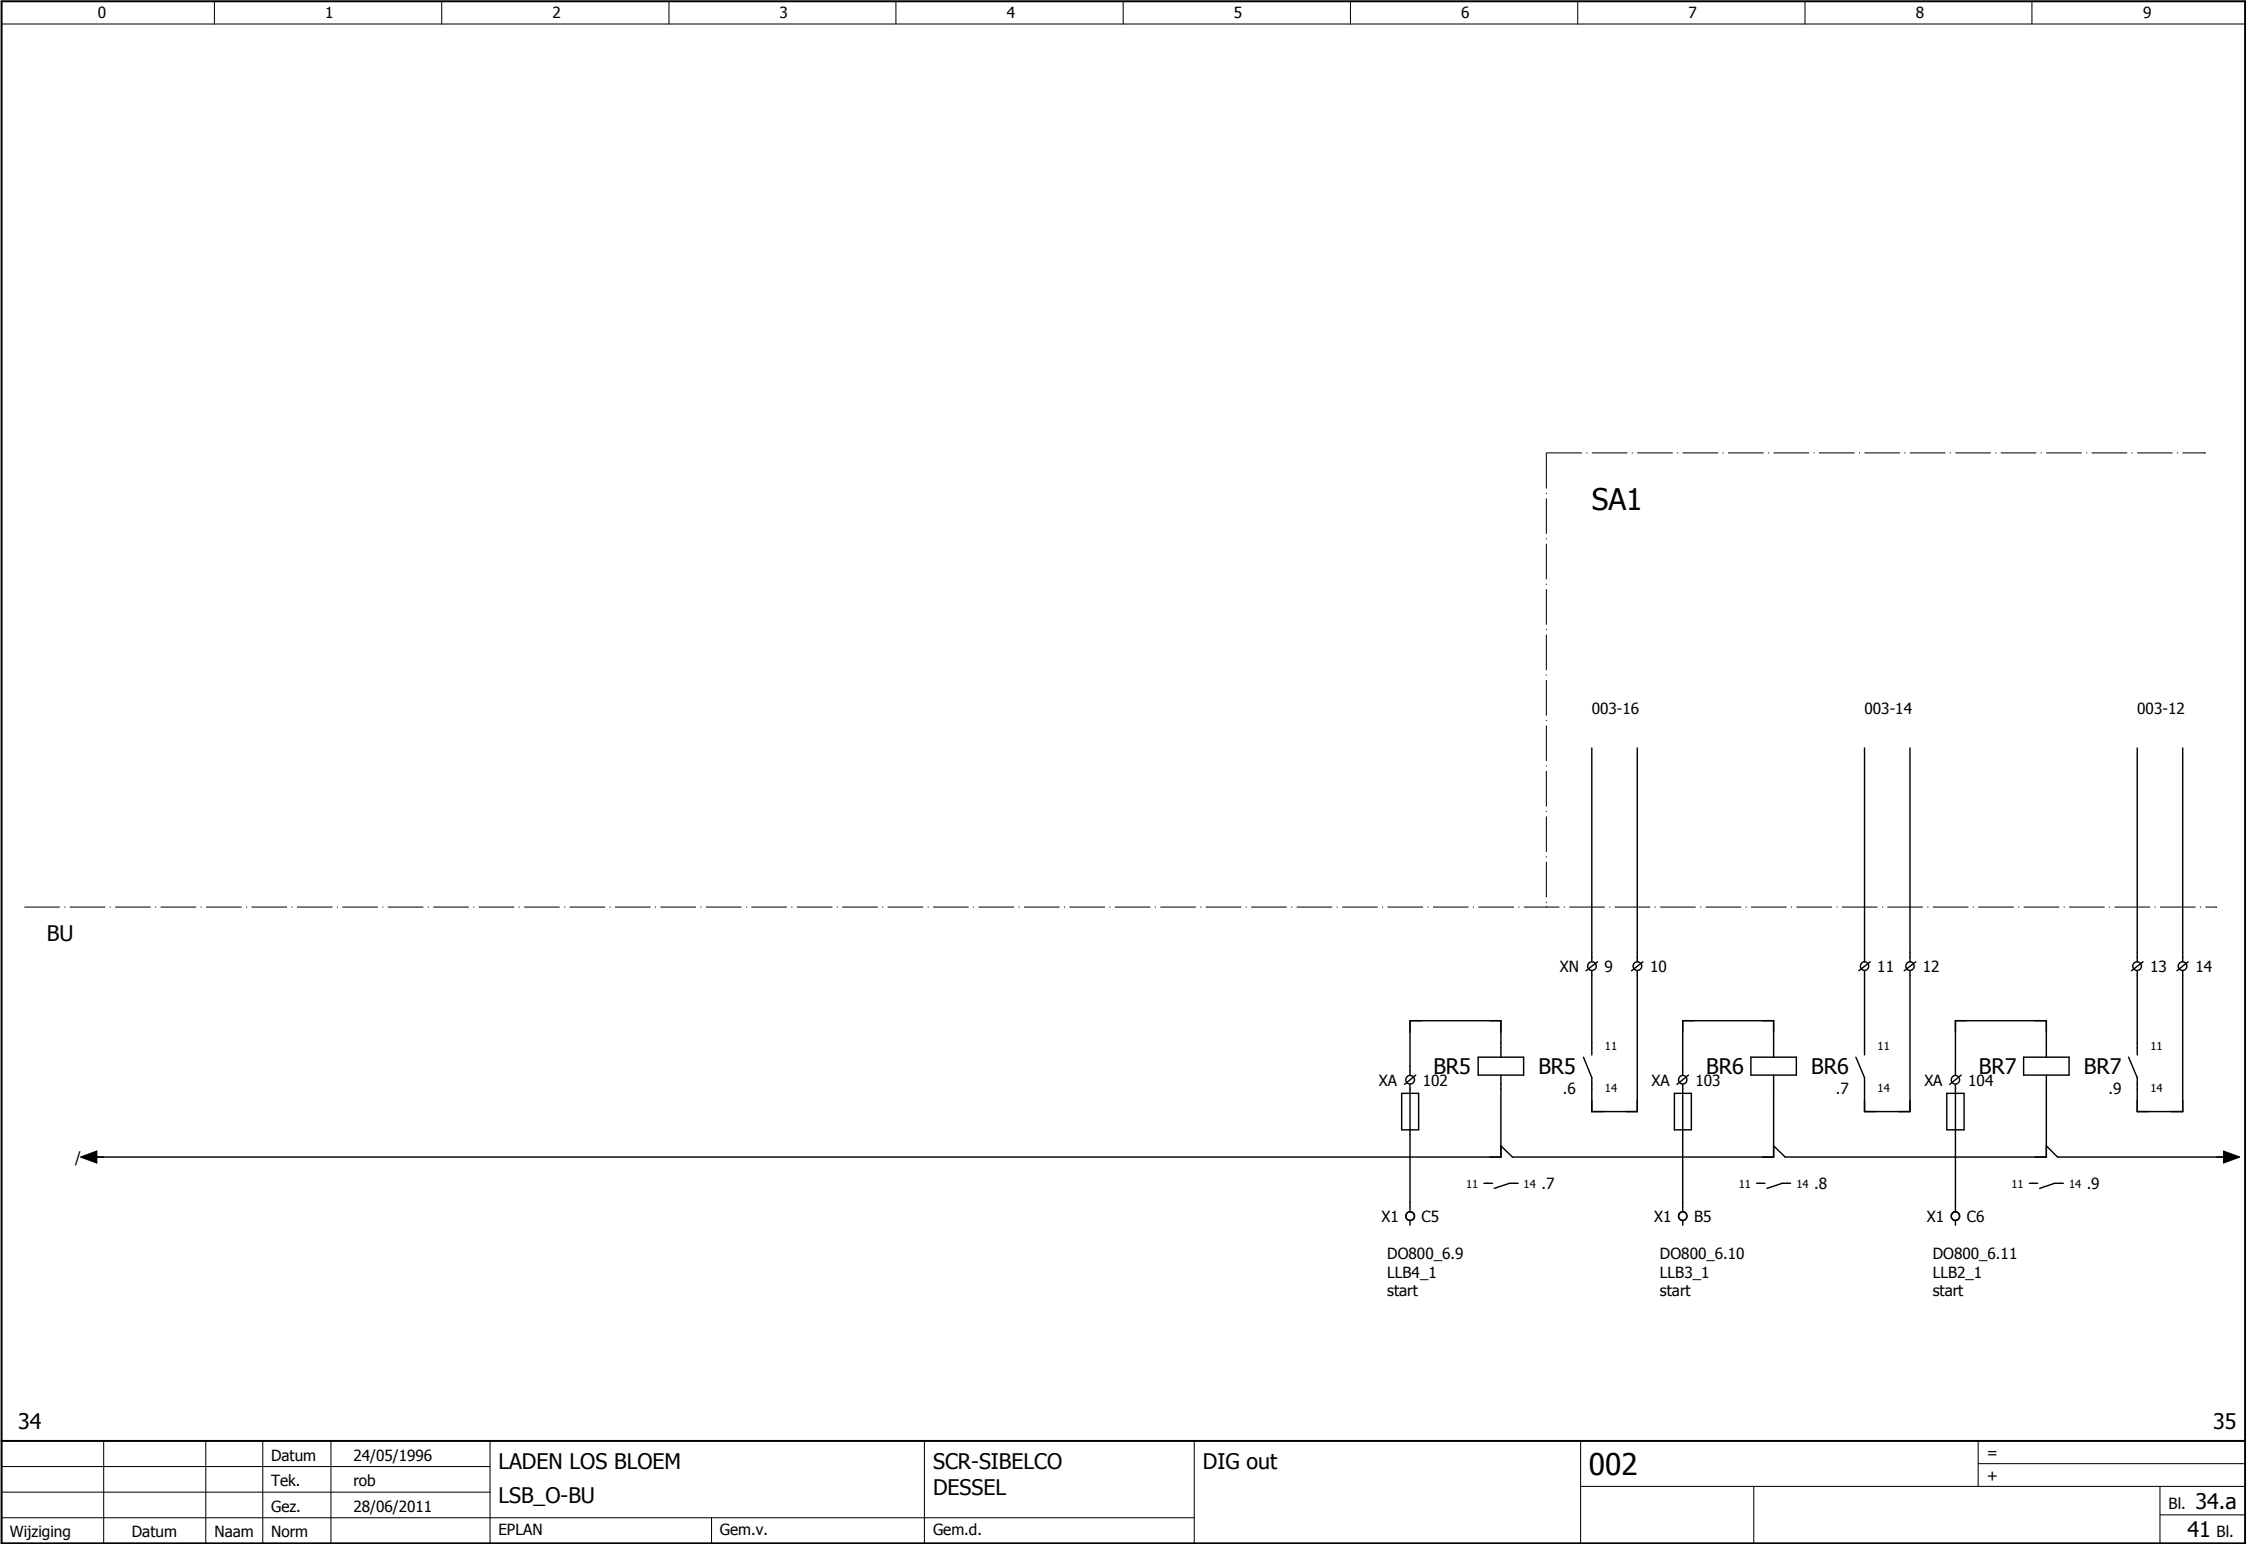 0 1 2 3 4 5 6 7 8 9
SA1
003-16 003-14 003-12
BU
XN 9 10 11 12 13 14
11 11 11
BR5 BR5 BR6 BR6 BR7 BR7
XA 102 .6 14 XA 103 .7 14 XA 104 .9 14
/
11 14 .7 11 14 .8 11 14 .9
X1 C5 X1 B5 X1 C6
DO800_6.9 DO800_6.10 DO800_6.11
LLB4_1 LLB3_1 LLB2_1
start start start
34 35
Datum 24/05/1996 LADEN LOS BLOEM SCR-SIBELCO DIG out 002 =
Tek. rob DESSEL +
Gez. 28/06/2011 LSB_O-BU Bl. 34.a
Wijziging Datum Naam Norm EPLAN Gem.v. Gem.d. 41 Bl.